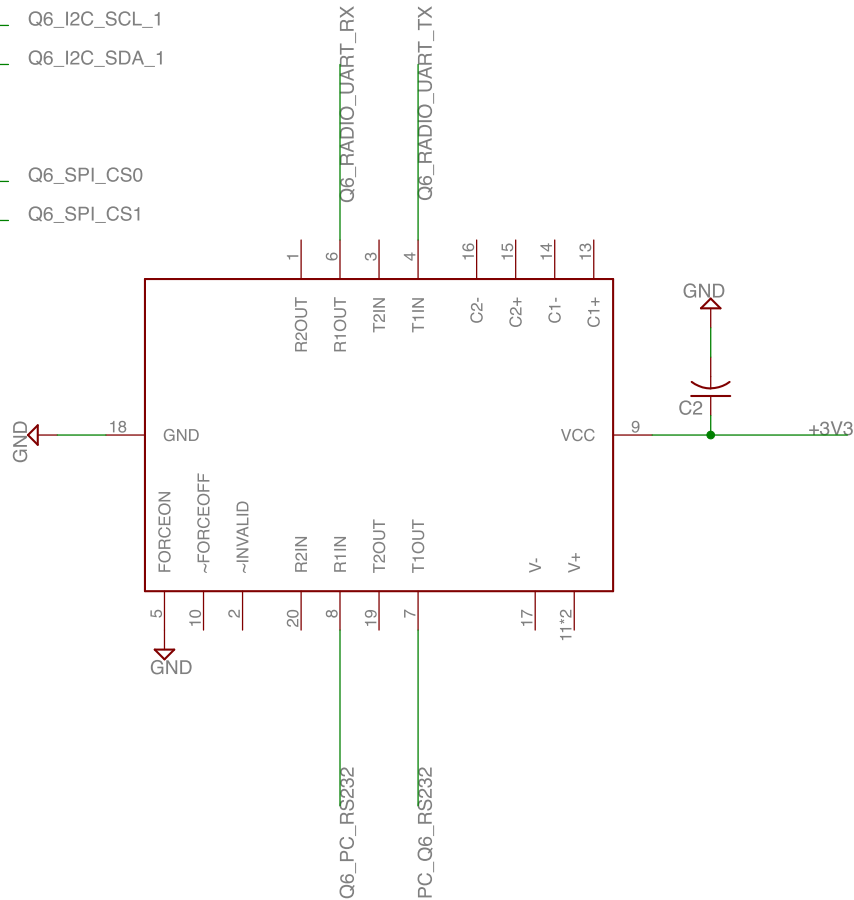 Q6_I2C_SCL_1
Q6_I2C_SDA_1
Q6_SPI_CS0
Q6_SPI_CS1
Q6_RADIO_UART_RX
Q6_RADIO_UART_TX
1
6
3
4
16
15
14
13
R2OUT
R1OUT
T2IN
T1IN
C2-
C2+
C1-
C1+
GND
C2
+3V3
GND
18
GND
VCC
9
FORCEON
~FORCEOFF
~INVALID
R2IN
R1IN
T2OUT
T1OUT
V-
V+
5
10
2
20
8
19
7
17
11*2
GND
Q6_PC_RS232
PC_Q6_RS232